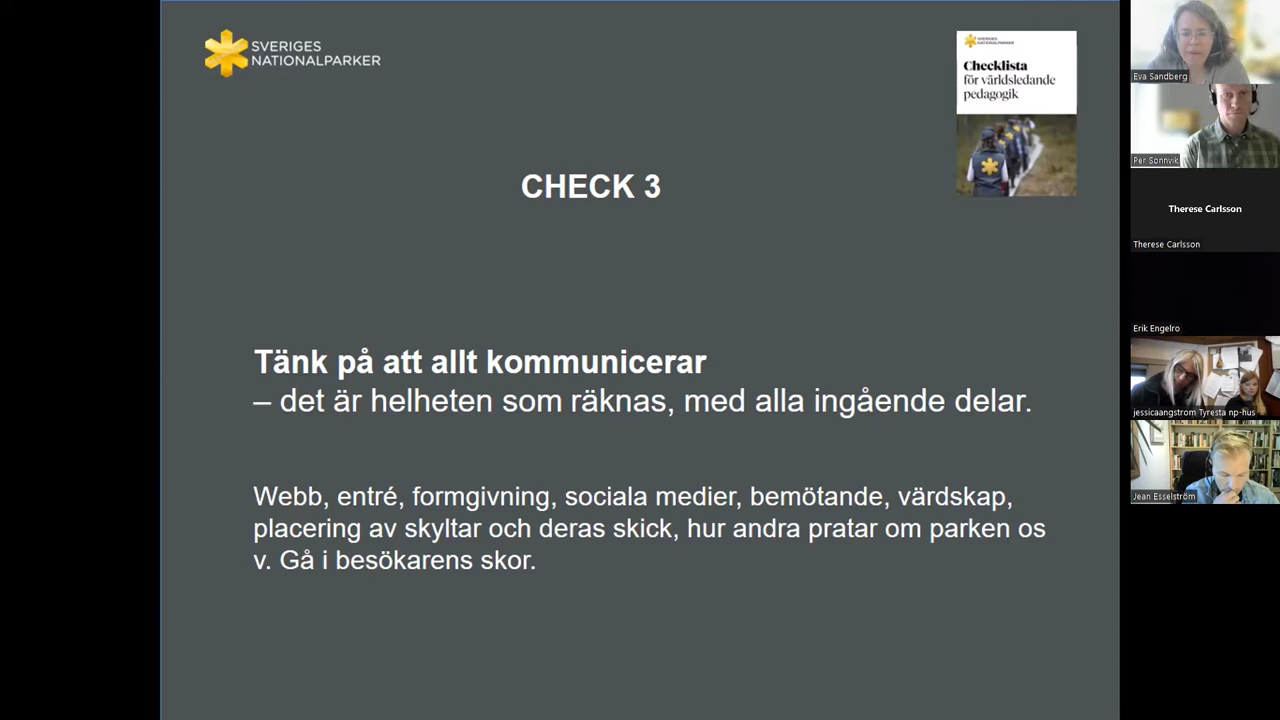 SVERIGES
NATIONALPARKER
SVERIGES
NATIONALPARKER
Checklista
för världsledande
pedagogik
CHECK 3
Tänk på att allt kommunicerar
– det är helheten som räknas, med alla ingående delar.
Webb, entré, formgivning, sociala medier, bemötande, värdskap,
placering av skyltar och deras skick, hur andra pratar om parken os
v. Gå i besökarens skor.
Eva Sandberg
Per Sonnvik
Therese Carlsson
Therese Carlsson
Erik Engelro
jessicaangstrom Tyresta np-hus
Jean Esselström